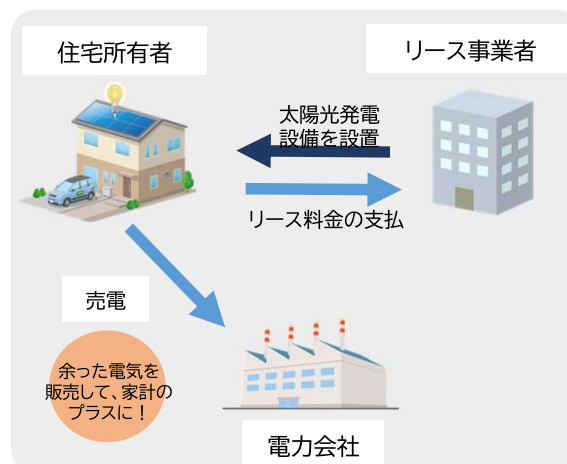 住宅所有者
リース事業者
太陽光発電
設備を設置
リース料金の支払
売電
余った電気を
販売して、家計の
プラスに！
電力会社